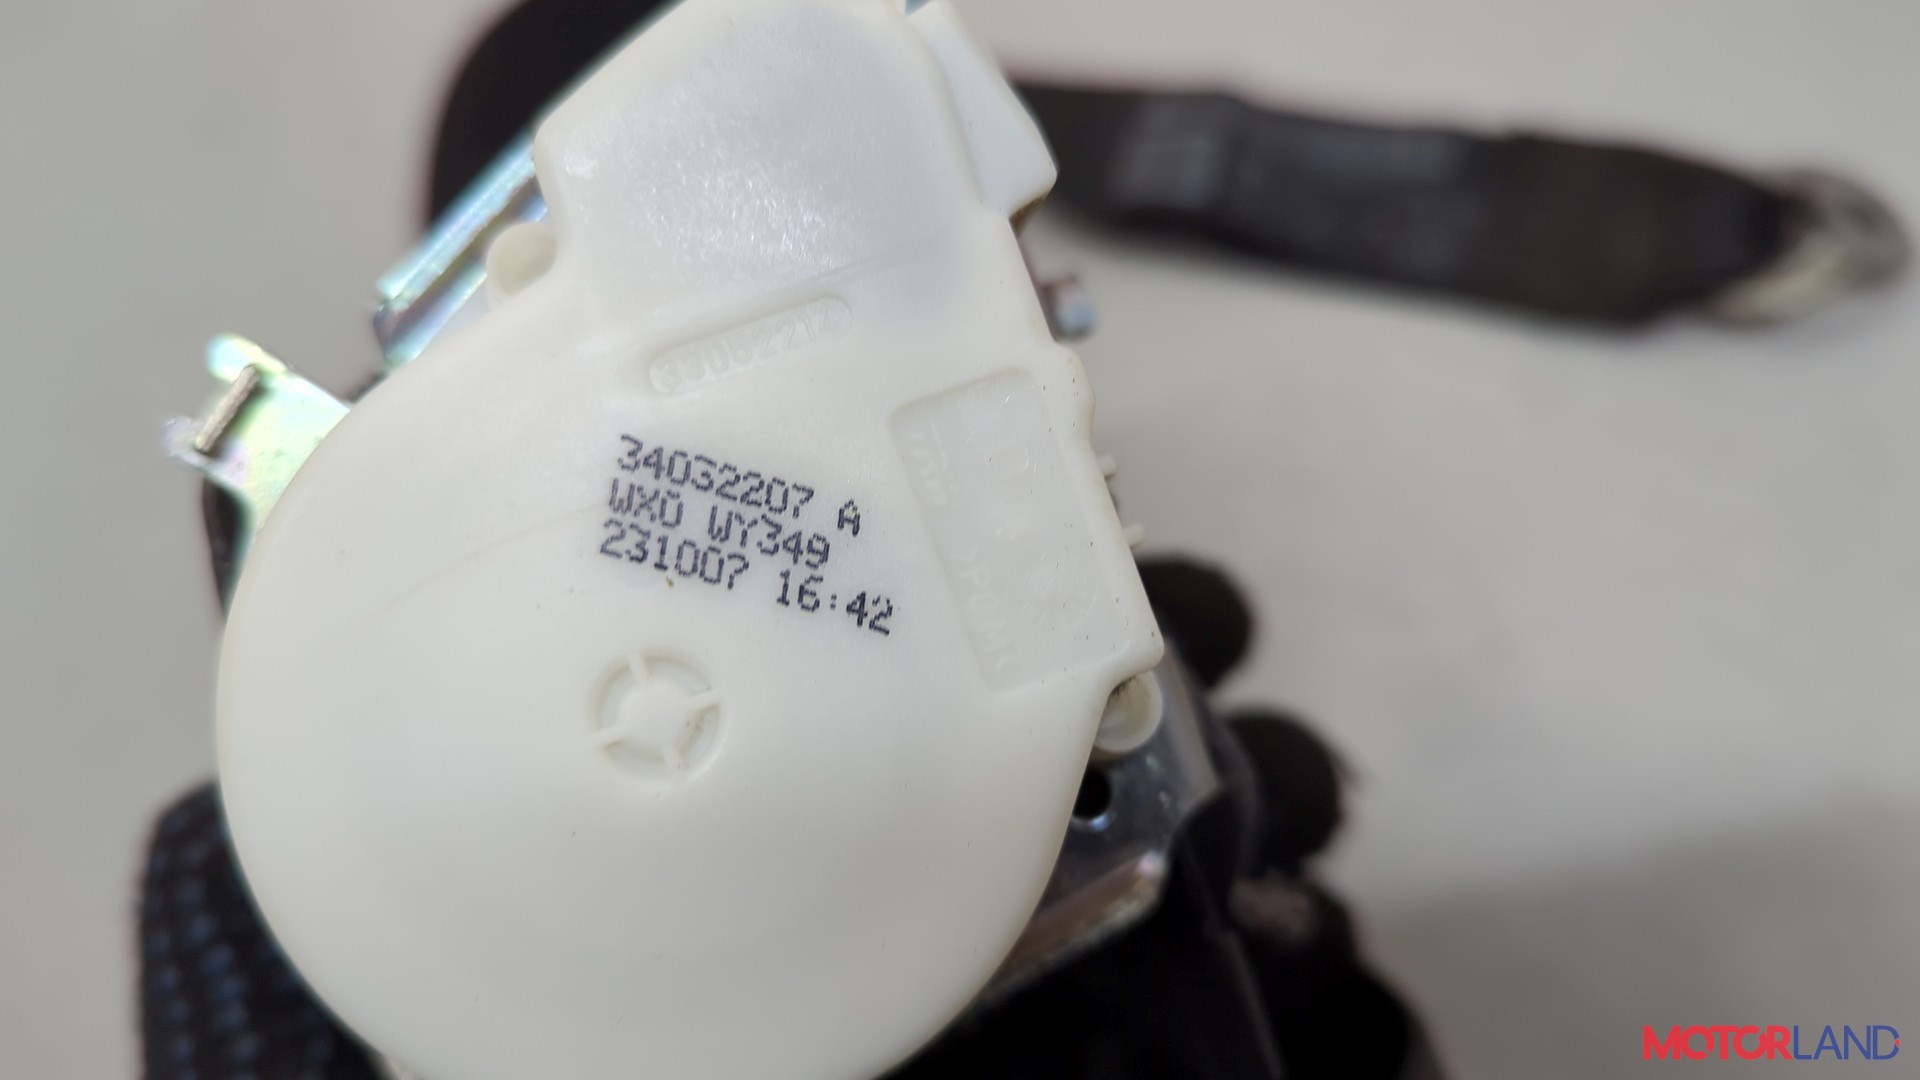 34032207 A
WX0 WY349
231007 16:42
MOTORLAND